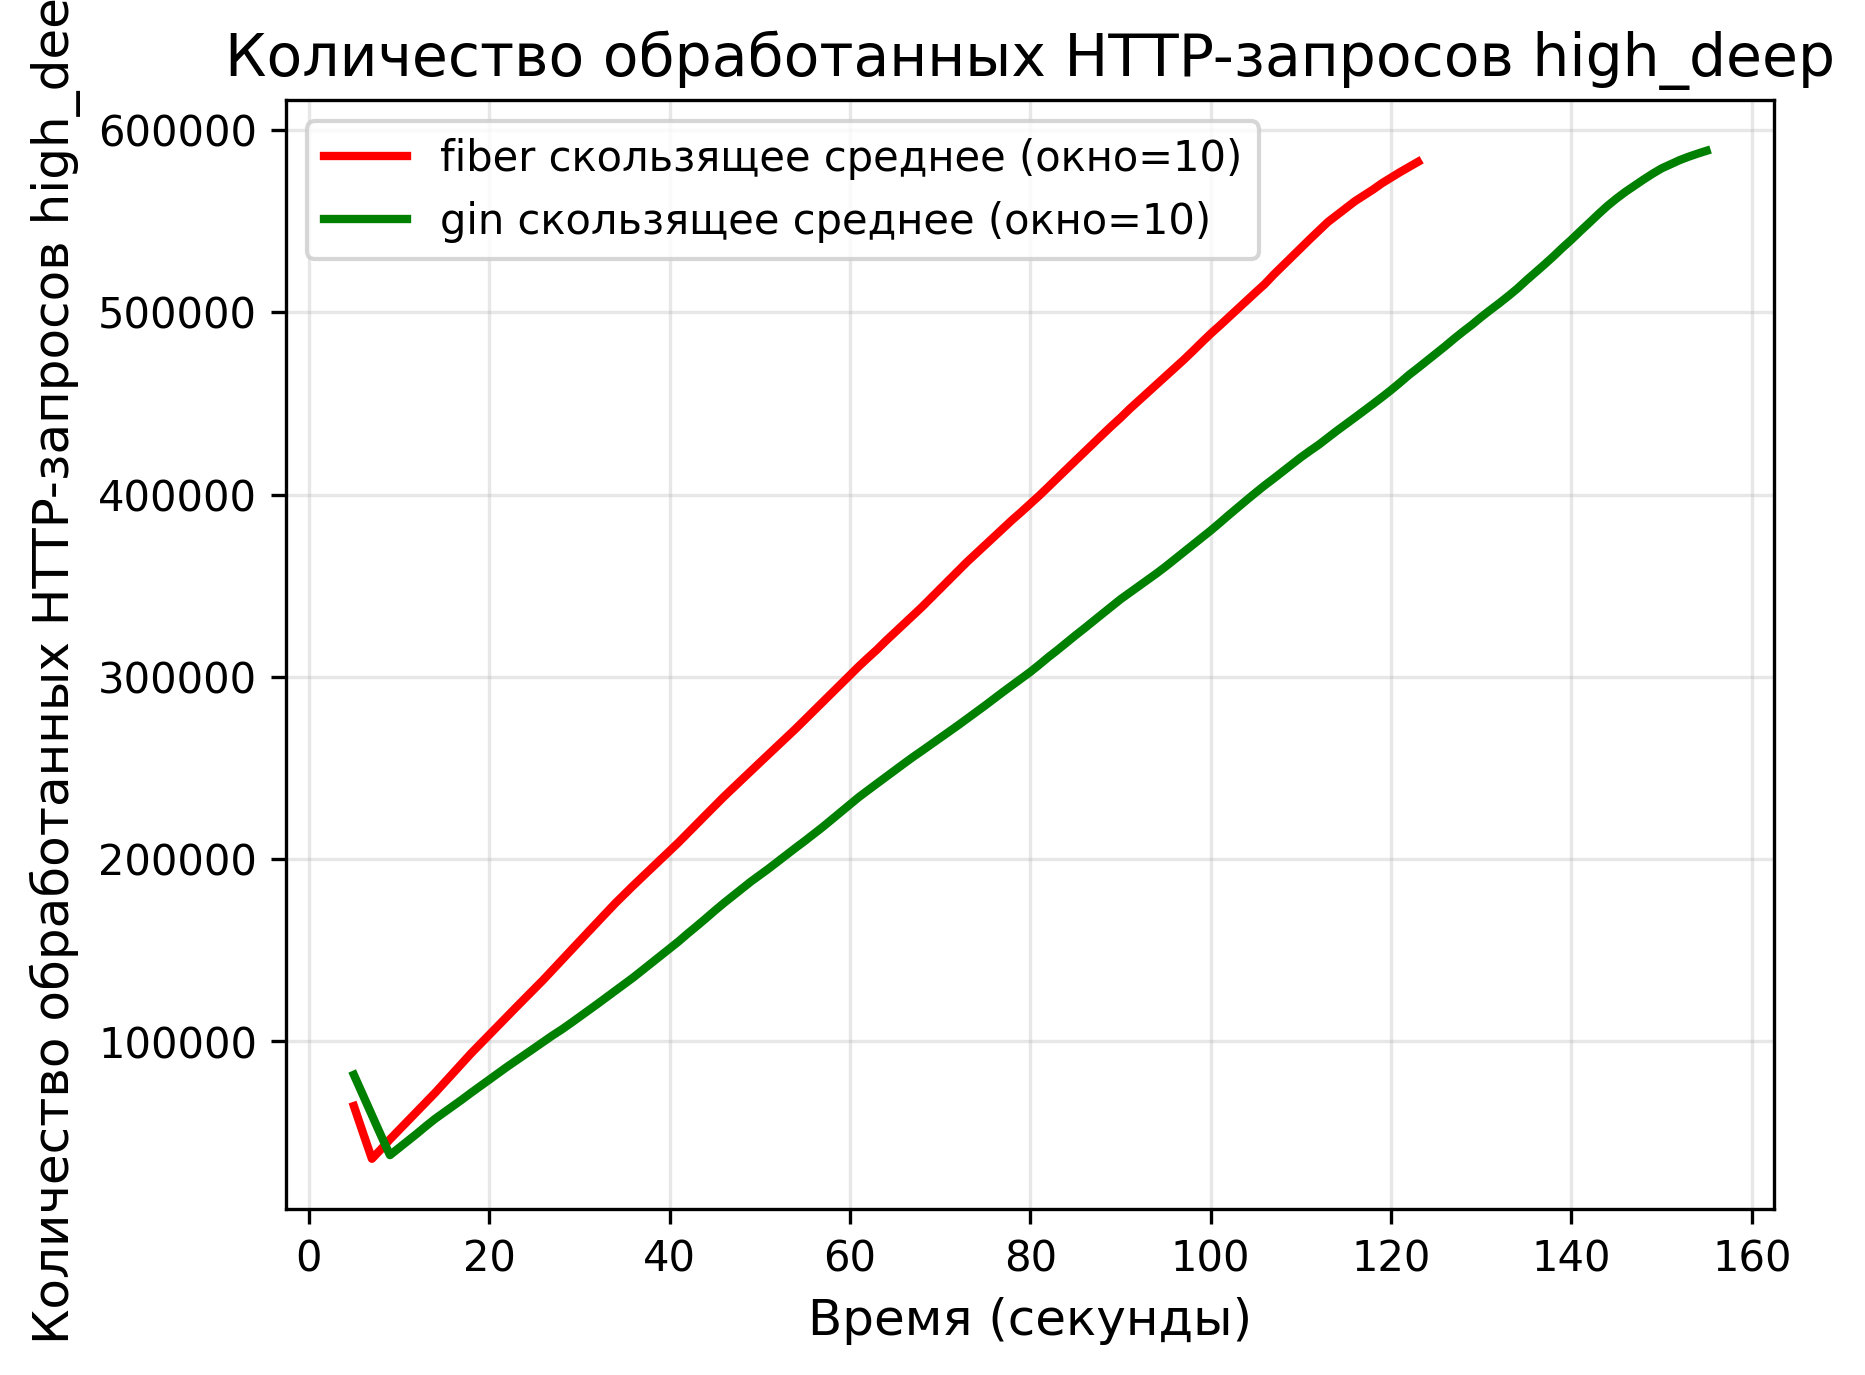 Количество обработанных HTTP-запросов high_deep
Количество обработанных HTTP-запросов high_dee
600000
500000
400000
300000
200000
100000
fiber скользящее среднее (окно=10)
gin скользящее среднее (окно=10)
0 20 40 60 80 100 120 140 160
Время (секунды)